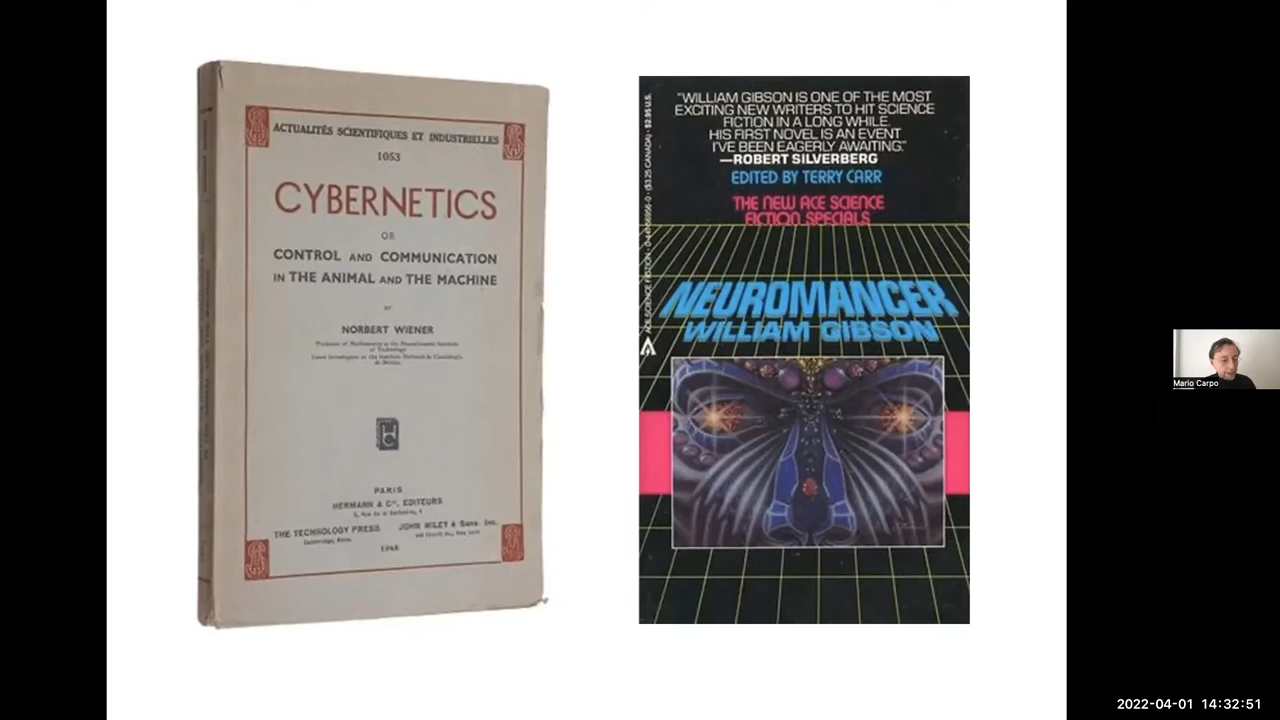 ACTUALITÉS SCIENTIFIQUES ET INDUSTRIELLES
1053
CYBERNETICS
OR
CONTROL AND COMMUNICATION
IN THE ANIMAL AND THE MACHINE
BY
NORBERT WIENER
PARIS
HERMANN & Cie, EDITEURS
THE TECHNOLOGY PRESS
JOHN WILEY & Sons, Inc.
1948
"WILLIAM GIBSON IS ONE OF THE MOST
EXCITING NEW WRITERS TO HIT SCIENCE
FICTION IN A LONG WHILE.
HIS FIRST NOVEL IS AN EVENT
I'VE BEEN EAGERLY AWAITING."
—ROBERT SILVERBERG
EDITED BY TERRY CARR
THE NEW ACE SCIENCE
FICTION SPECIALS
NEUROMANCER
WILLIAM GIBSON
Mario Carpo
2022-04-01 14:32:51